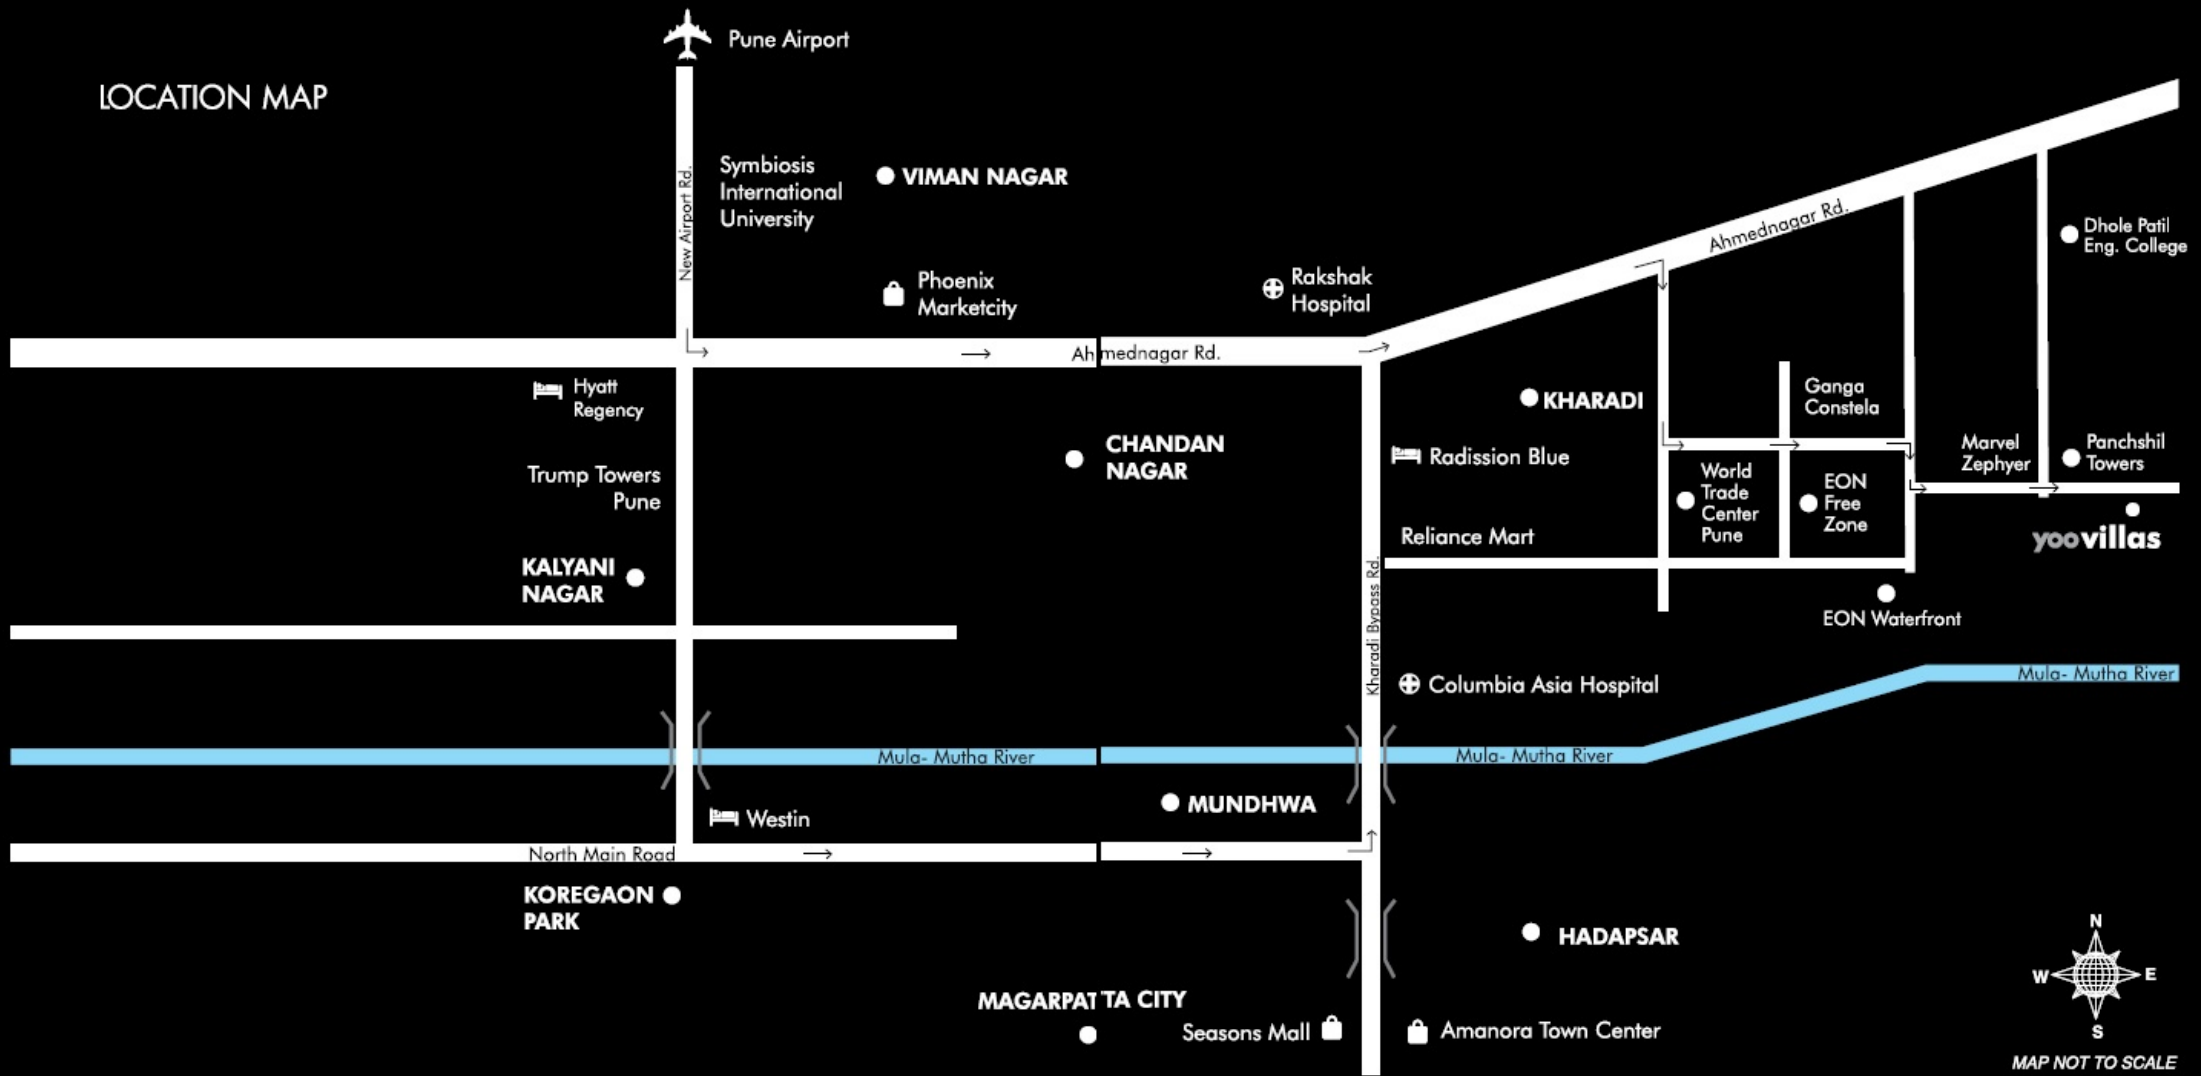 Pune Airport
LOCATION MAP
New Airport Rd.
Symbiosis
International
University
VIMAN NAGAR
Phoenix
Marketcity
Rakshak
Hospital
Ahmednagar Rd.
Dhole Patil
Eng. College
Ahmednagar Rd.
Hyatt
Regency
KHARADI
Ganga
Constela
CHANDAN
NAGAR
Radission Blue
Marvel
Zephyer
Panchshil
Towers
Trump Towers
Pune
World
Trade
Center
Pune
EON
Free
Zone
Reliance Mart
yoovillas
KALYANI
NAGAR
Kharadi Bypass Rd.
EON Waterfront
Columbia Asia Hospital
Mula- Mutha River
Mula- Mutha River
Mula- Mutha River
Westin
MUNDHWA
North Main Road
KOREGAON
PARK
HADAPSAR
MAGARPATTA CITY
Seasons Mall
Amanora Town Center
N
W
E
S
MAP NOT TO SCALE